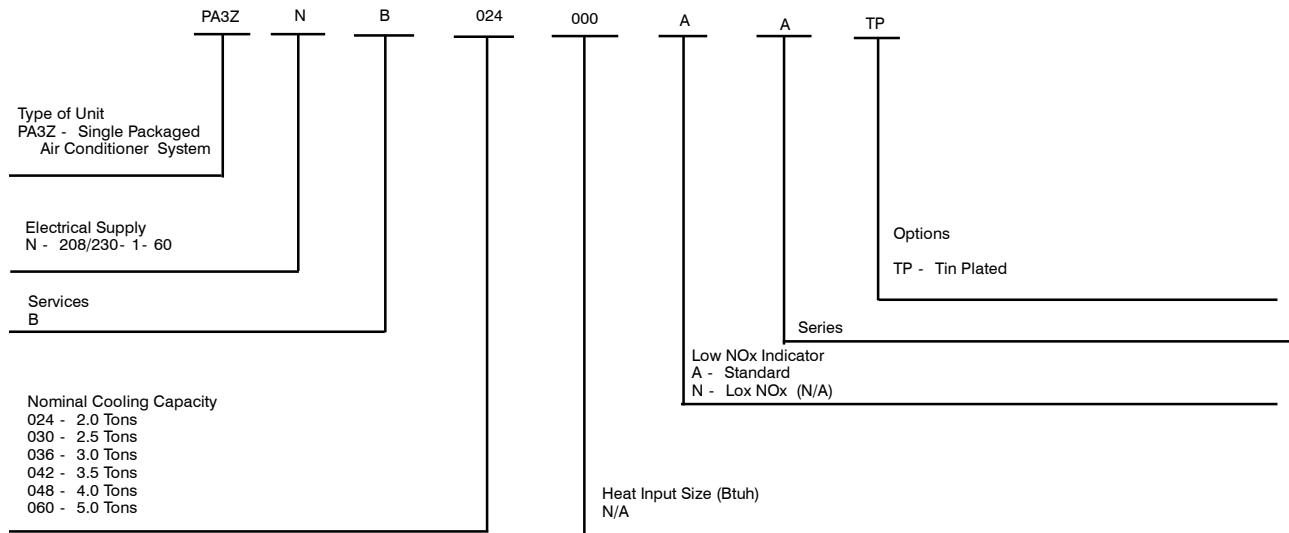 PA3Z N B 024 000 A A TP
Type of Unit
PA3Z - Single Packaged
Air Conditioner System
Electrical Supply
N - 208/230- 1- 60
Services
B
Nominal Cooling Capacity
024 - 2.0 Tons
030 - 2.5 Tons
036 - 3.0 Tons
042 - 3.5 Tons
048 - 4.0 Tons
060 - 5.0 Tons
Heat Input Size (Btuh)
N/A
Low NOx Indicator
A - Standard
N - Lox NOx (N/A)
Series
Options
TP - Tin Plated